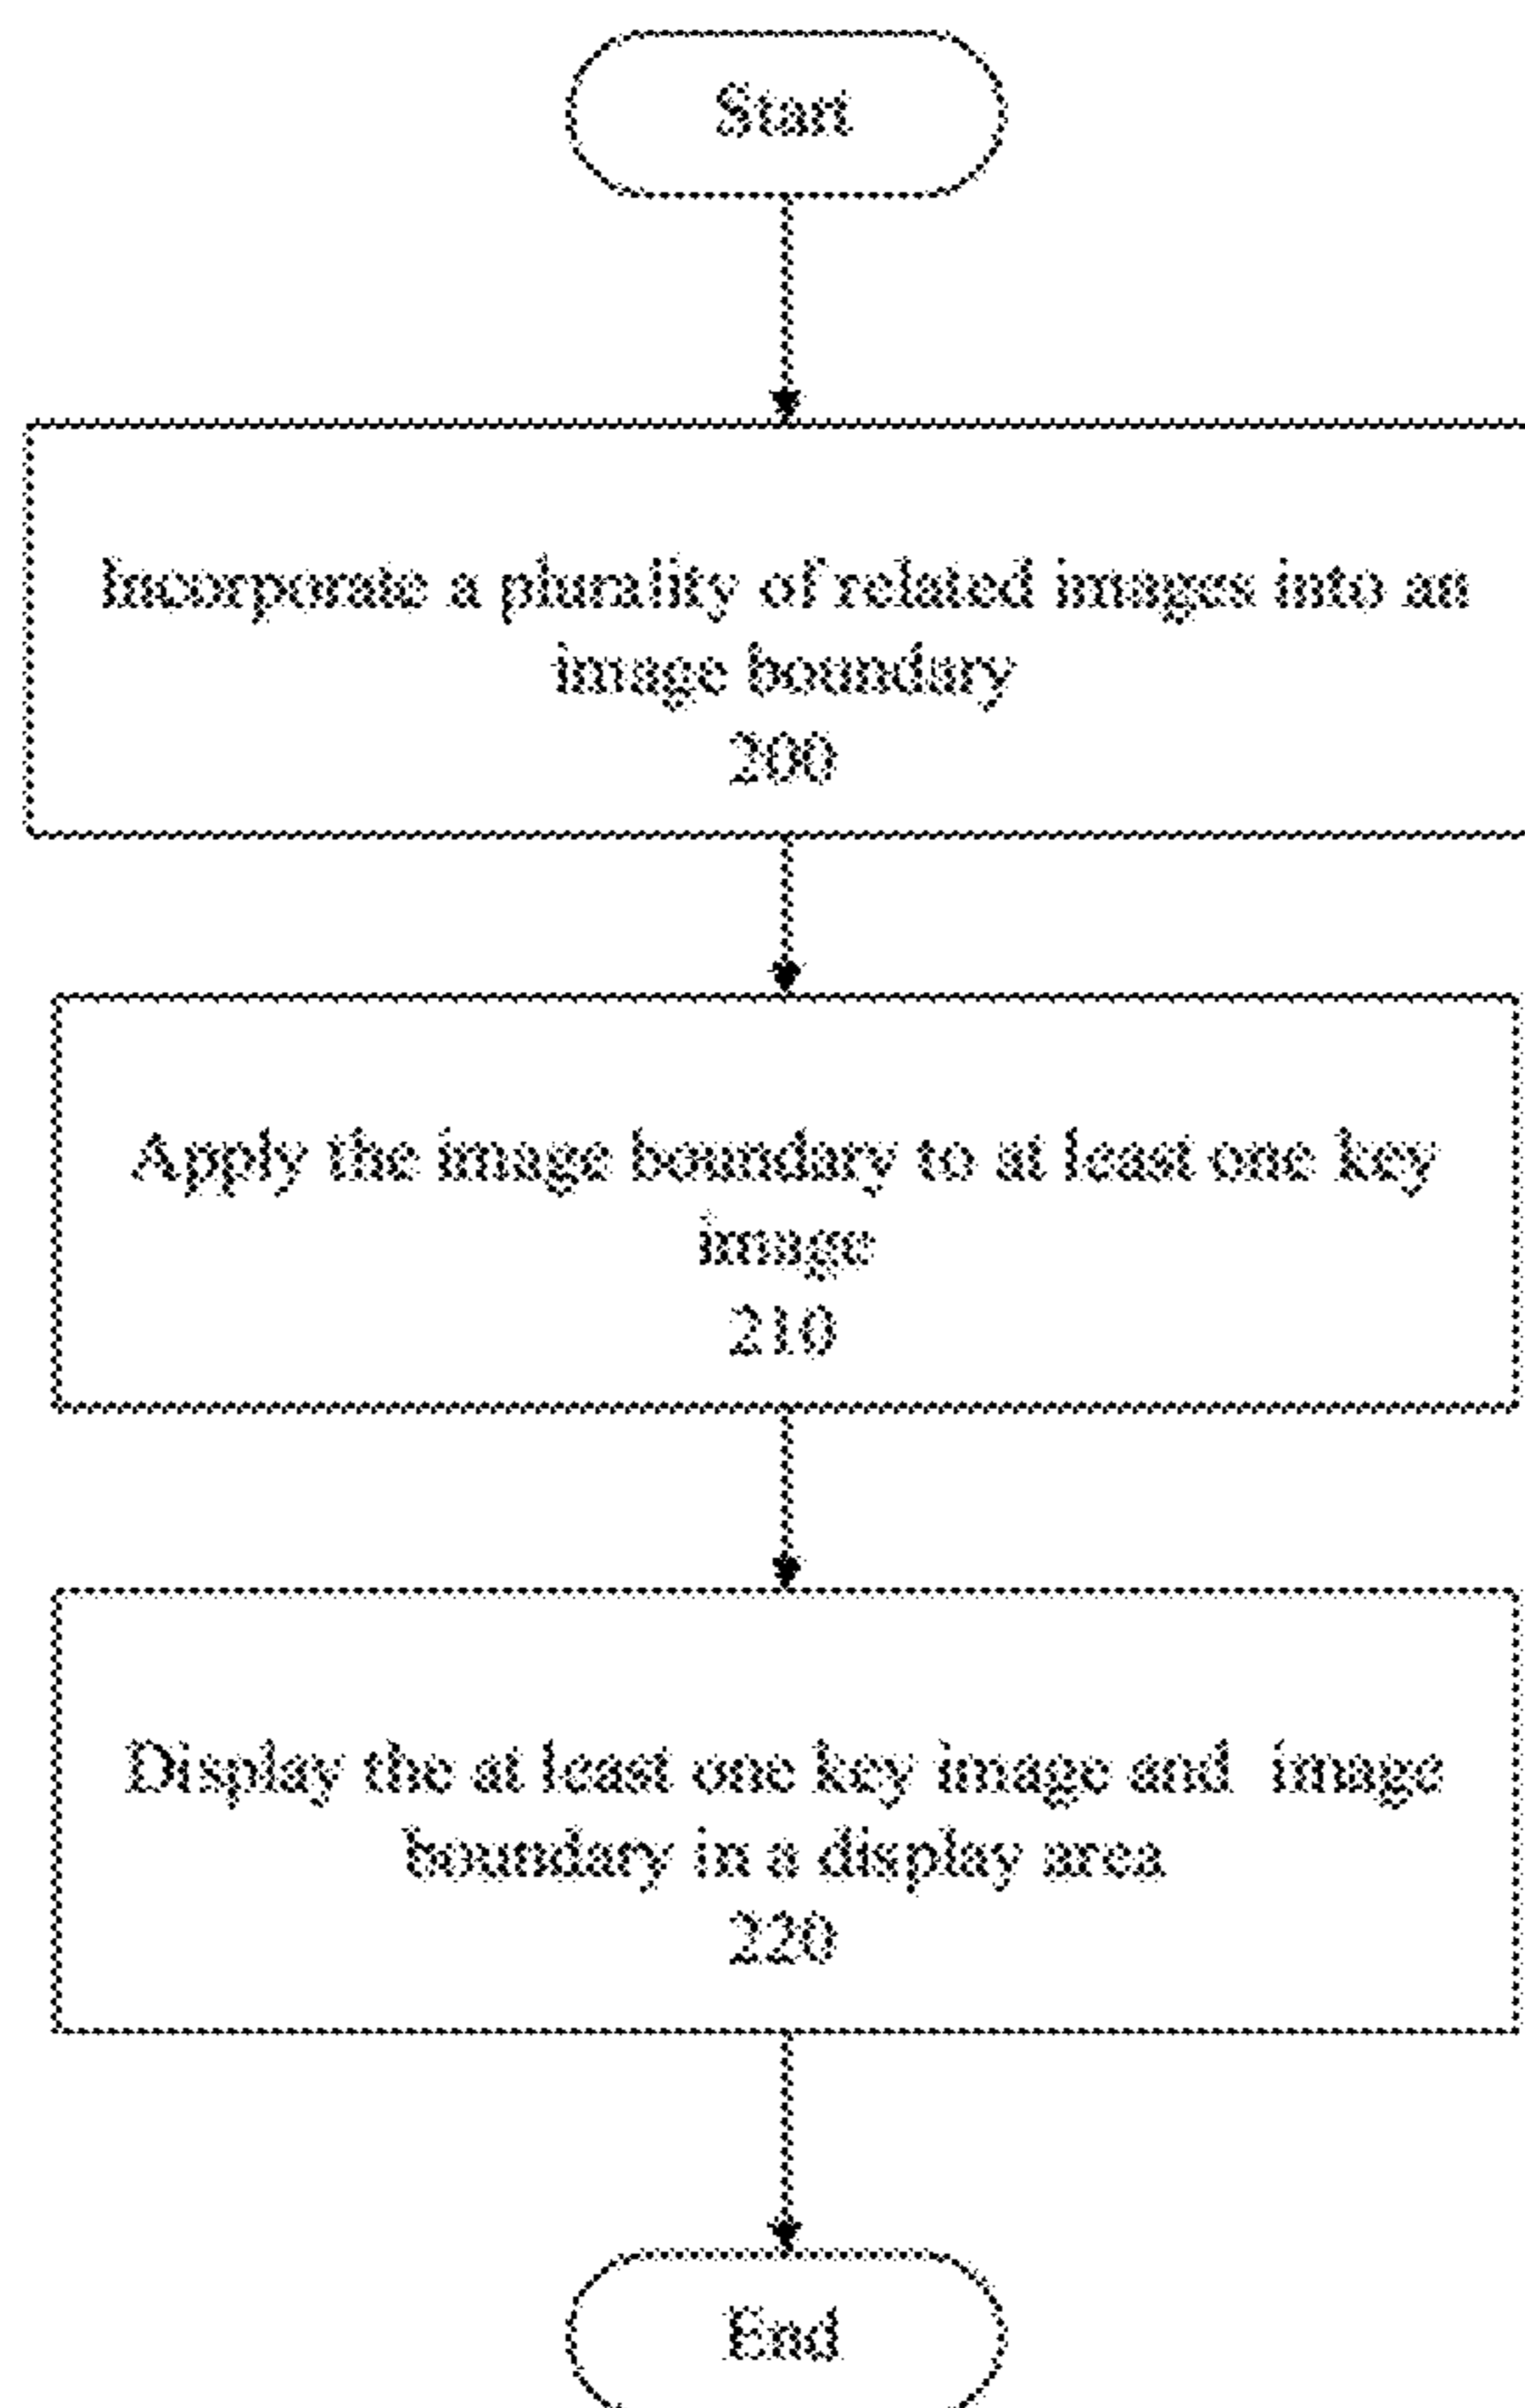 Start
Incorporate a plurality of related images into an
image boundary
200
Apply the image boundary to at least one key
image
210
Display the at least one key image and image
boundary in a display area
220
End